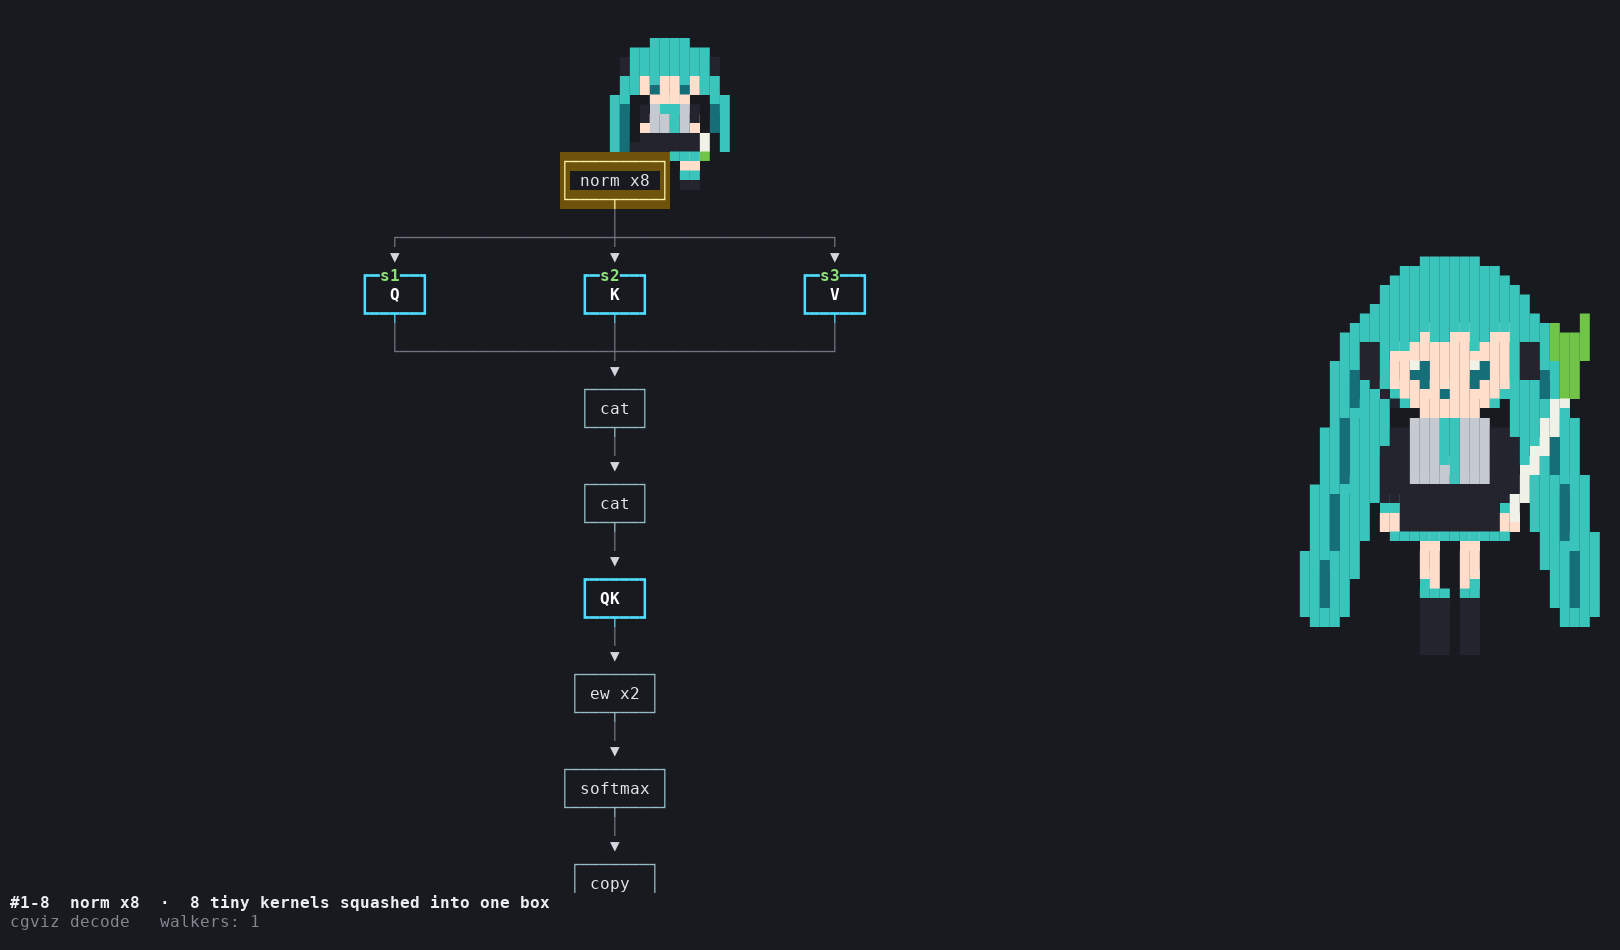 norm x8
s1 s2 s3
Q K V
cat
cat
QK
ew x2
softmax
copy
#1-8  norm x8  ·  8 tiny kernels squashed into one box
cgviz decode   walkers: 1